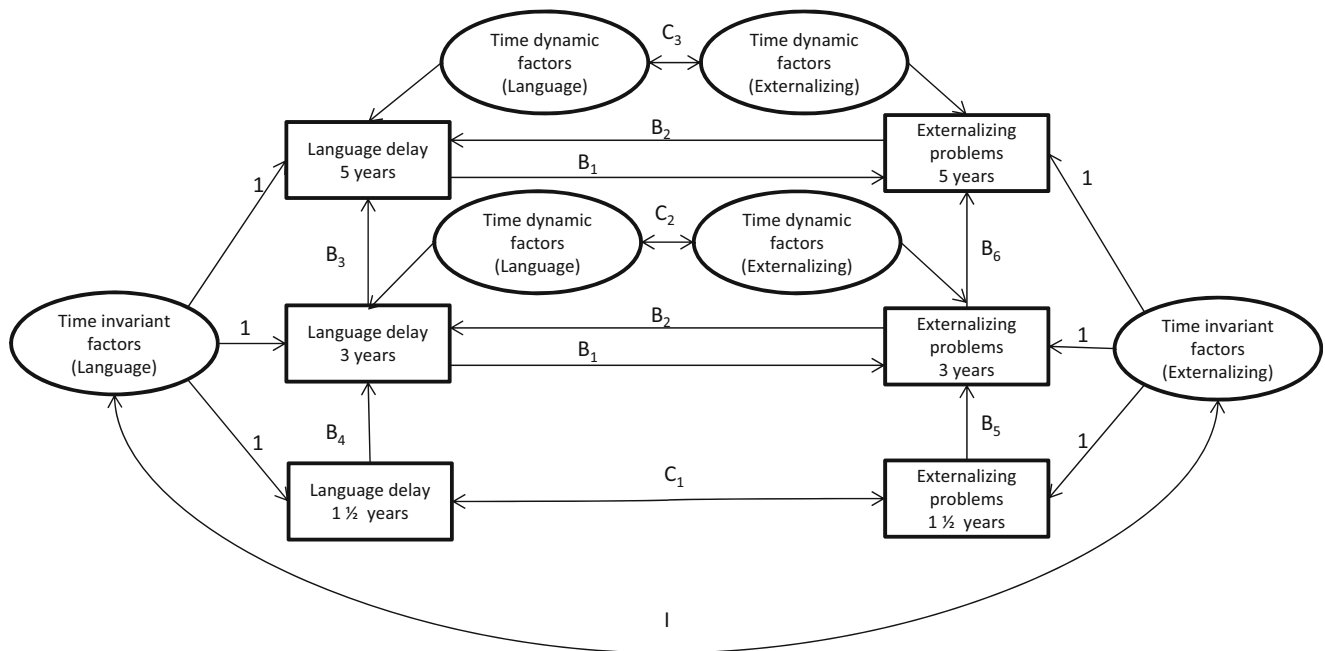 C3
Time dynamic
factors
(Language)
Time dynamic
factors
(Externalizing)
Language delay
5 years
B2
B1
Externalizing
problems
5 years
1
1
Time dynamic
factors
(Language)
C2
Time dynamic
factors
(Externalizing)
B3
B6
Time invariant
factors
(Language)
1
Language delay
3 years
B2
B1
Externalizing
problems
3 years
1
Time invariant
factors
(Externalizing)
B4
B5
1
1
Language delay
1 ½ years
C1
Externalizing
problems
1 ½ years
I